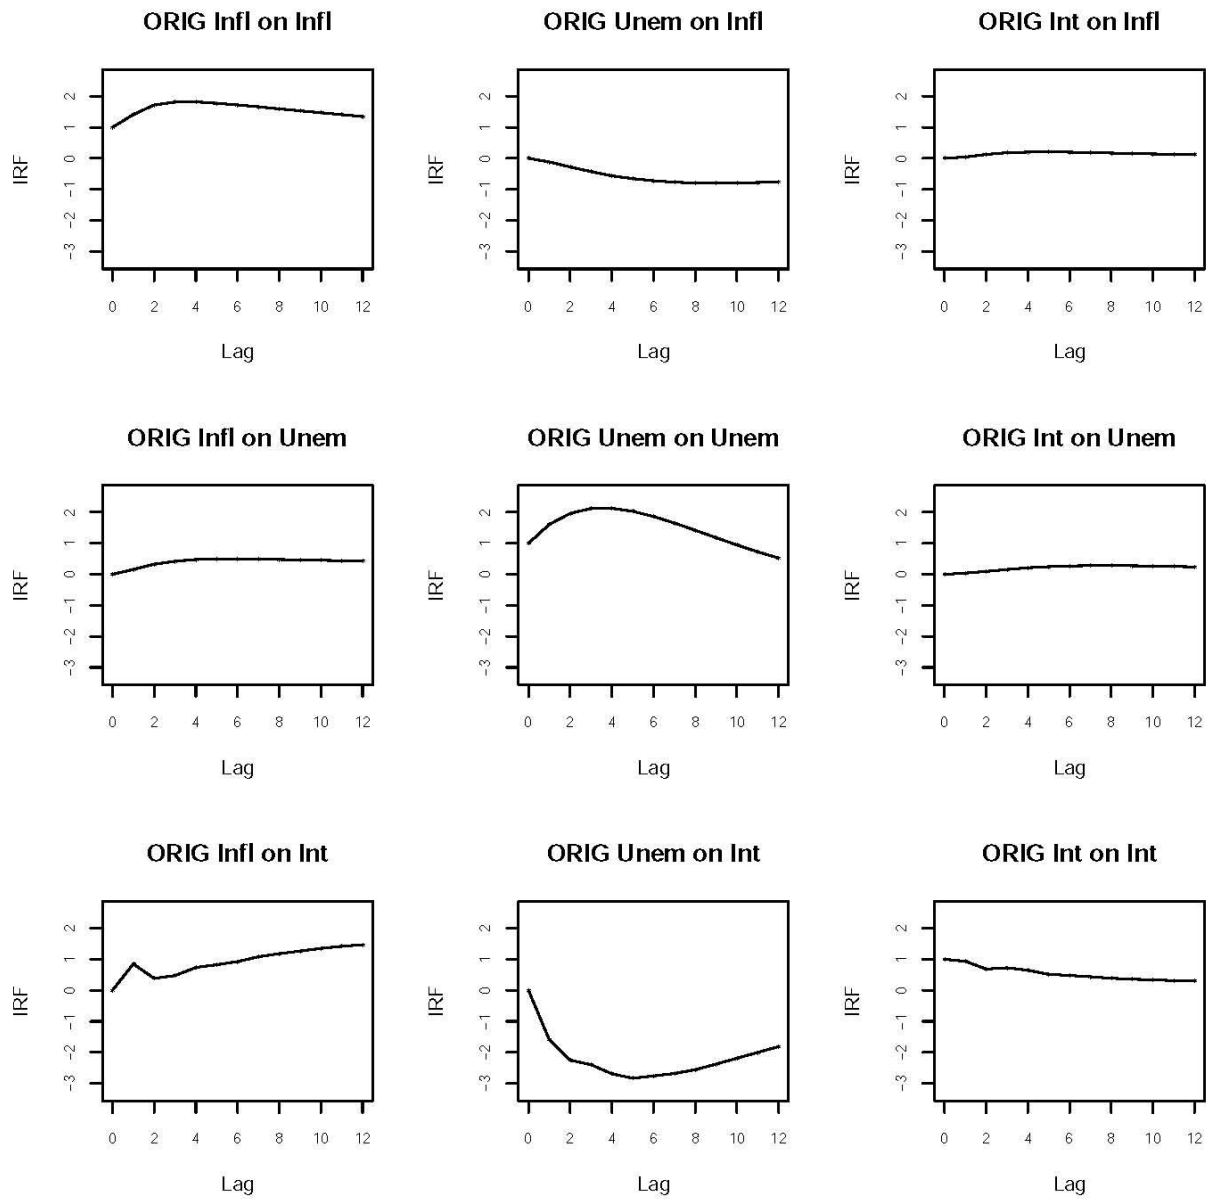 ORIG Infl on Infl
IRF
2
1
0
−1
−2
−3
0 2 4 6 8 10 12
Lag
ORIG Unem on Infl
IRF
2
1
0
−1
−2
−3
0 2 4 6 8 10 12
Lag
ORIG Int on Infl
IRF
2
1
0
−1
−2
−3
0 2 4 6 8 10 12
Lag
ORIG Infl on Unem
IRF
2
1
0
−1
−2
−3
0 2 4 6 8 10 12
Lag
ORIG Unem on Unem
IRF
2
1
0
−1
−2
−3
0 2 4 6 8 10 12
Lag
ORIG Int on Unem
IRF
2
1
0
−1
−2
−3
0 2 4 6 8 10 12
Lag
ORIG Infl on Int
IRF
2
1
0
−1
−2
−3
0 2 4 6 8 10 12
Lag
ORIG Unem on Int
IRF
2
1
0
−1
−2
−3
0 2 4 6 8 10 12
Lag
ORIG Int on Int
IRF
2
1
0
−1
−2
−3
0 2 4 6 8 10 12
Lag